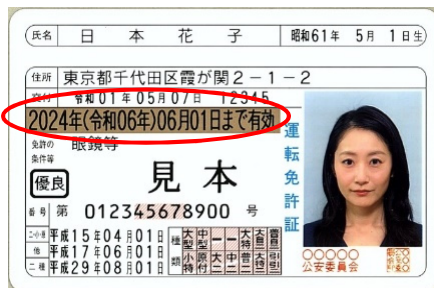 氏名 日本花子 昭和61年 5月 1日生
住所 東京都千代田区霞が関2-1-2
交付 令和01年05月07日 12345
2024年(令和06年)06月01日まで有効
免許の条件等 眼鏡等
優良
見本
番号 第 012345678900 号
二・小・原 平成15年04月01日
他 平成17年06月01日
二種 平成29年08月01日
種類 大型 中型 一 一 大特 大自二 普自二
小特 原付 大二 中二 普二 大特二 引引二
運転免許証
公安委員会